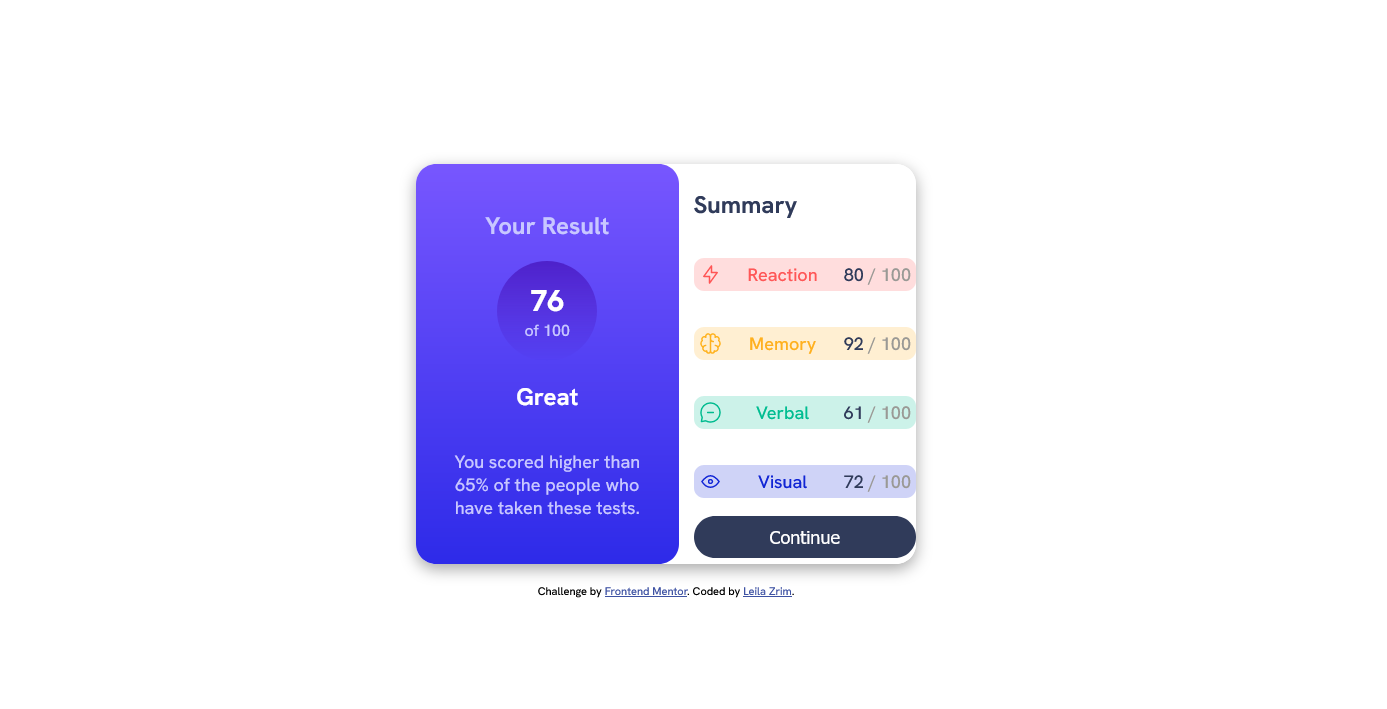 Your Result
76
of 100
Great
You scored higher than
65% of the people who
have taken these tests.
Summary
Reaction 80 / 100
Memory 92 / 100
Verbal 61 / 100
Visual 72 / 100
Continue
Challenge by Frontend Mentor. Coded by Leila Zrim.